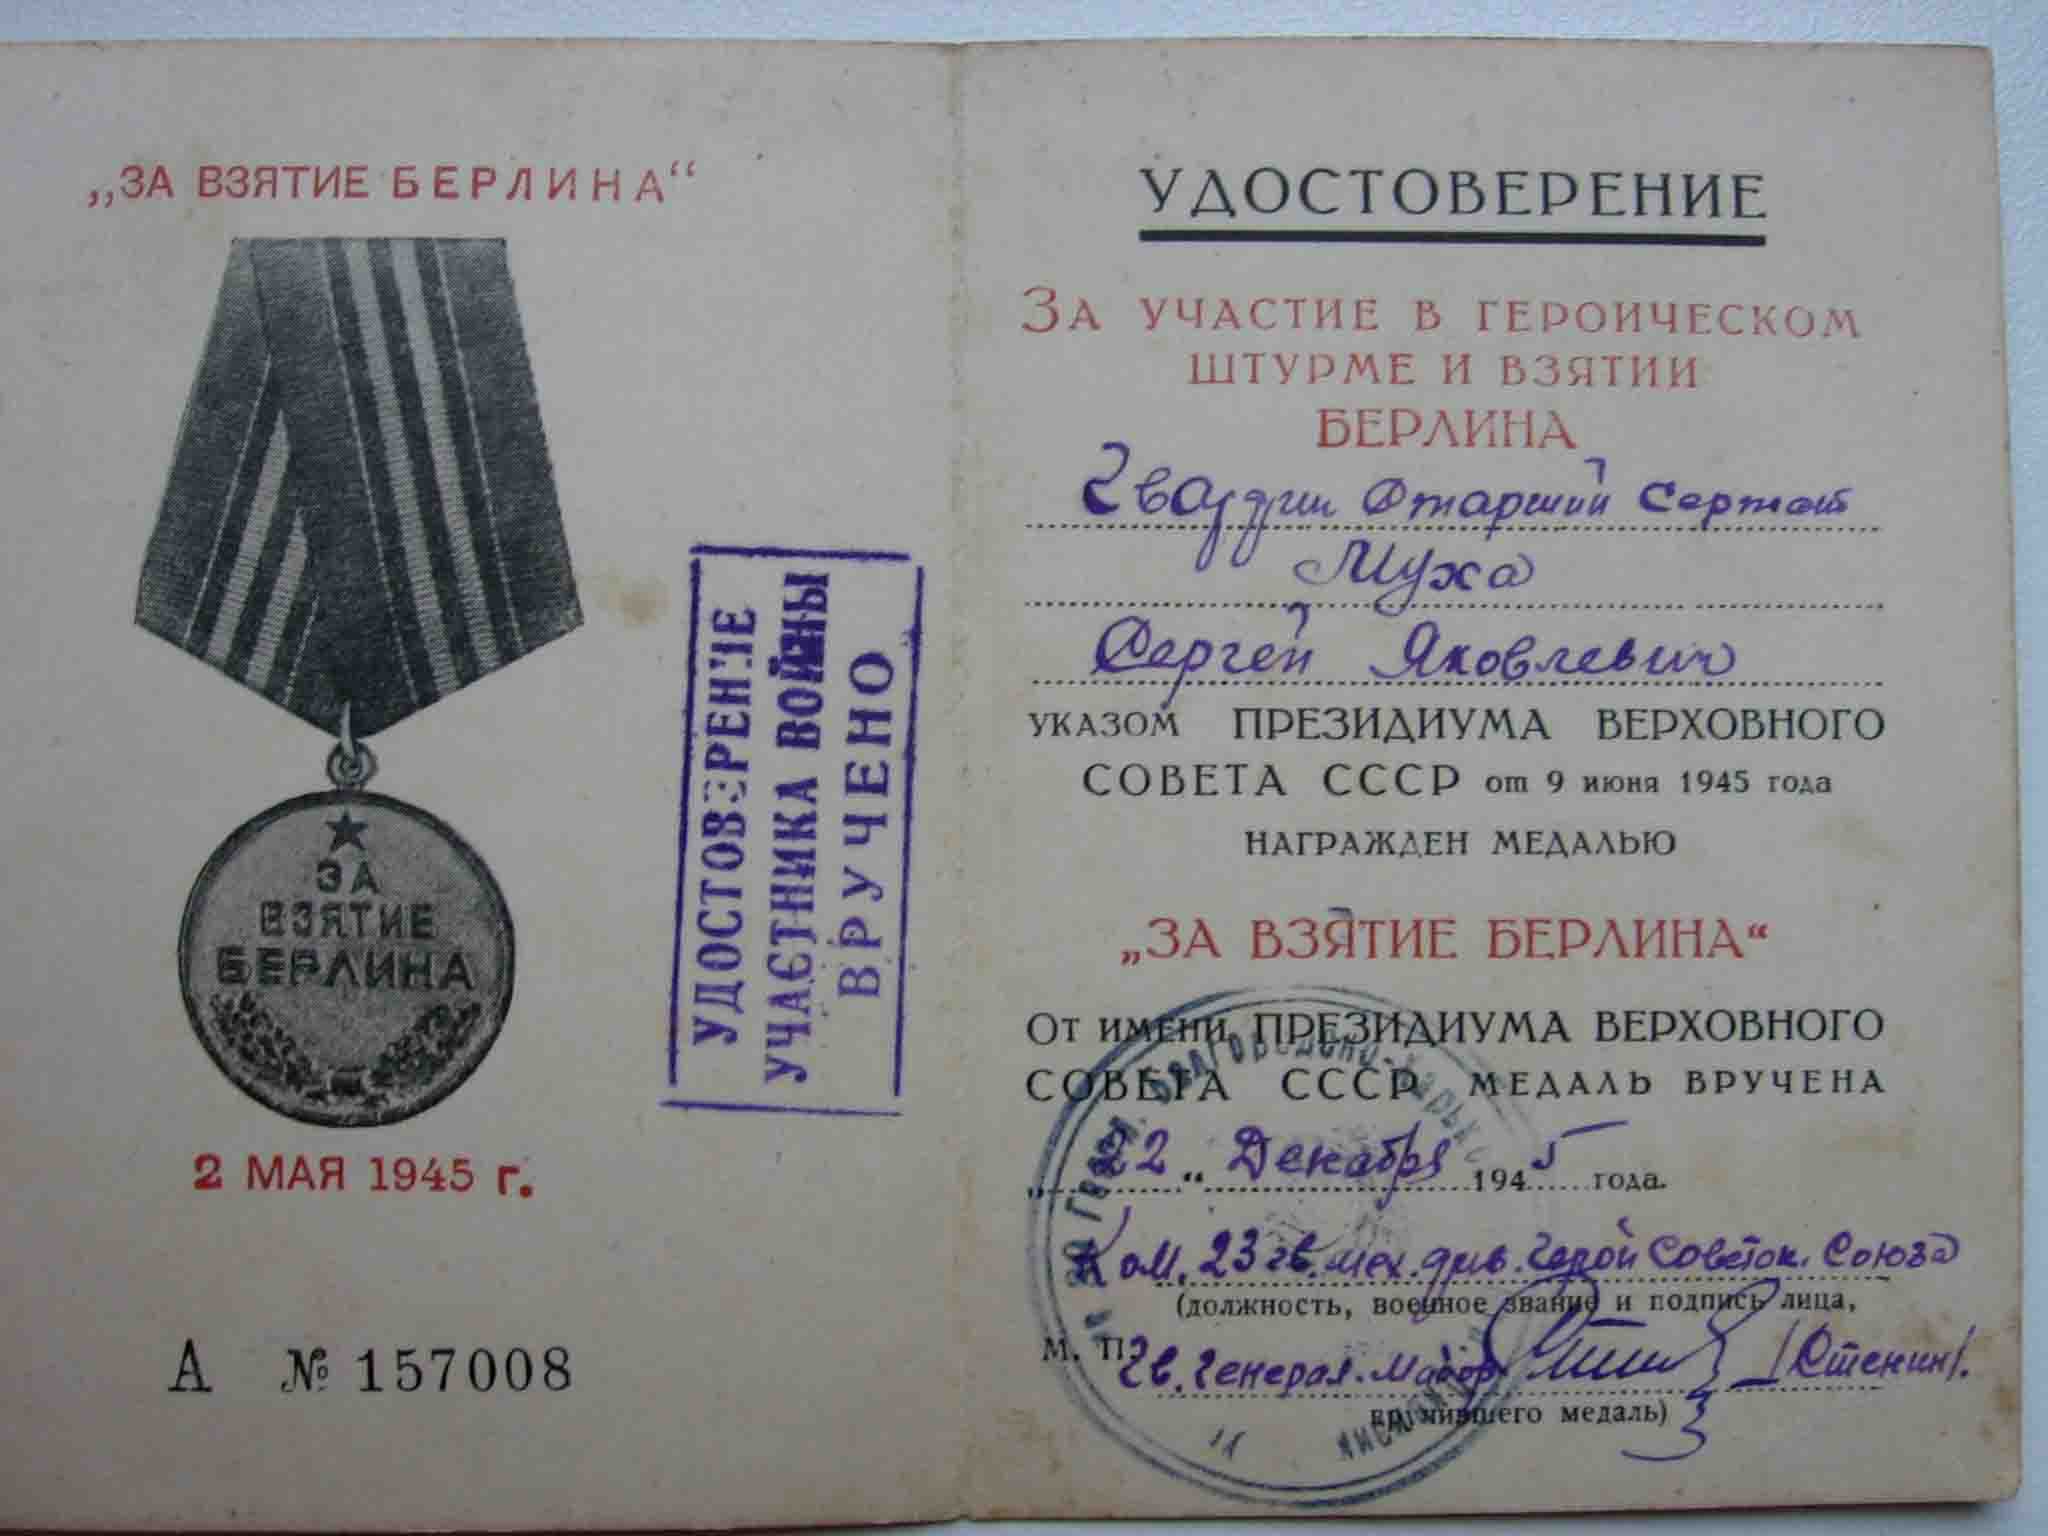 „ЗА ВЗЯТИЕ БЕРЛИНА“
ЗА
ВЗЯТИЕ
БЕРЛИНА
2 МАЯ 1945 г.
А № 157008
УДОСТОВЕРЕНИЕ
УЧАСТНИКА ВОЙНЫ
ВРУЧЕНО
УДОСТОВЕРЕНИЕ
ЗА УЧАСТИЕ В ГЕРОИЧЕСКОМ
ШТУРМЕ И ВЗЯТИИ
БЕРЛИНА
Гвардии Старший Сержант
Муха
Сергей Яковлевич
УКАЗОМ ПРЕЗИДИУМА ВЕРХОВНОГО
СОВЕТА СССР от 9 июня 1945 года
НАГРАЖДЕН МЕДАЛЬЮ
„ЗА ВЗЯТИЕ БЕРЛИНА“
ОТ ИМЕНИ ПРЕЗИДИУМА ВЕРХОВНОГО
СОВЕТА СССР МЕДАЛЬ ВРУЧЕНА
„22“ Декабря 1945 года.
Ком. 23 гв. мех. див. Герой Советск. Союза
(должность, военное звание и подпись лица,
М. П. Гв. Генерал-Майор /Стенин/.
вручившего медаль)